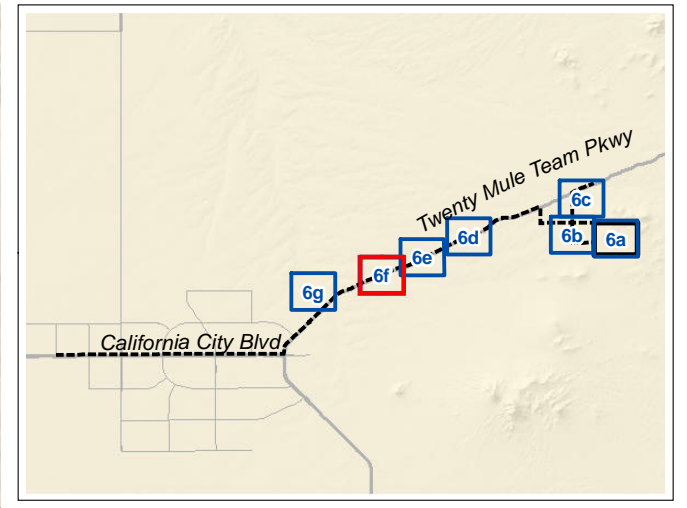 Twenty Mule Team Pkwy
6c
6b
6a
6d
6e
6f
6g
California City Blvd